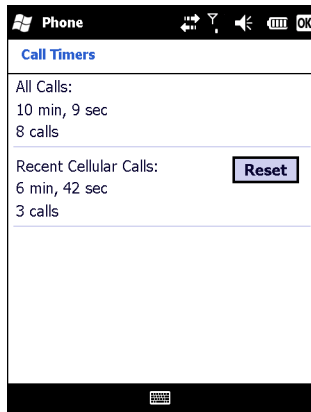 Phone
OK
Call Timers
All Calls:
10 min, 9 sec
8 calls
Recent Cellular Calls:
Reset
6 min, 42 sec
3 calls